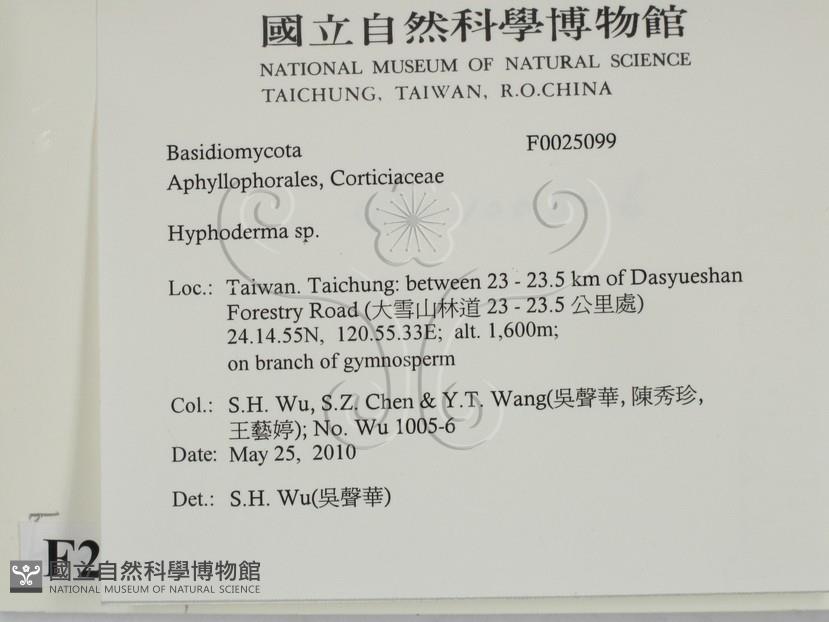 國立自然科學博物館
NATIONAL MUSEUM OF NATURAL SCIENCE
TAICHUNG, TAIWAN, R.O.CHINA
Basidiomycota F0025099
Aphyllophorales, Corticiaceae
Hyphoderma sp.
Loc.: Taiwan. Taichung: between 23 - 23.5 km of Dasyueshan
Forestry Road (大雪山林道 23 - 23.5 公里處)
24.14.55N, 120.55.33E; alt. 1,600m;
on branch of gymnosperm
Col.: S.H. Wu, S.Z. Chen & Y.T. Wang(吳聲華, 陳秀珍,
王藝婷); No. Wu 1005-6
Date: May 25, 2010
Det.: S.H. Wu(吳聲華)
F2
國立自然科學博物館
NATIONAL MUSEUM OF NATURAL SCIENCE